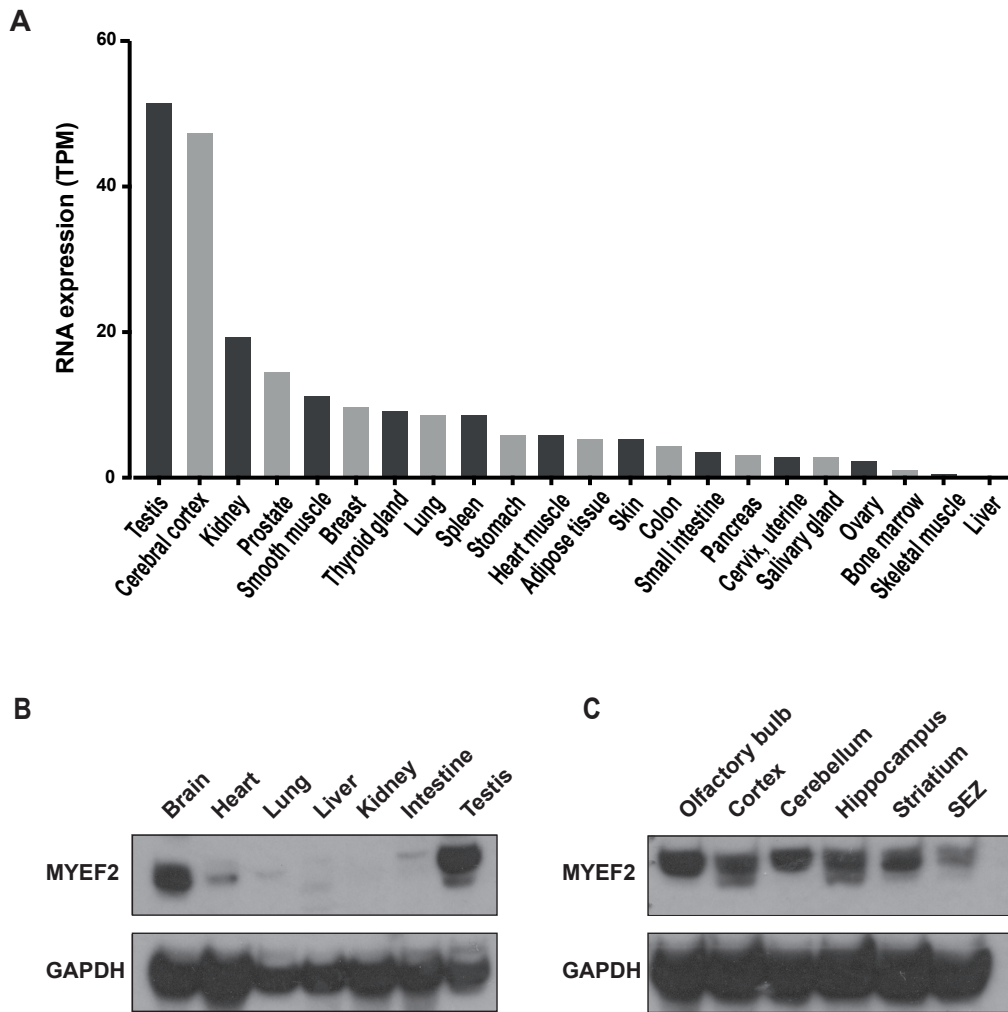 A
RNA expression (TPM)
60
40
20
0
Testis
Cerebral cortex
Kidney
Prostate
Smooth muscle
Breast
Thyroid gland
Lung
Spleen
Stomach
Heart muscle
Adipose tissue
Skin
Colon
Small intestine
Pancreas
Cervix, uterine
Salivary gland
Ovary
Bone marrow
Skeletal muscle
Liver
B
Brain
Heart
Lung
Liver
Kidney
Intestine
Testis
MYEF2
GAPDH
C
Olfactory bulb
Cortex
Cerebellum
Hippocampus
Striatium
SEZ
MYEF2
GAPDH